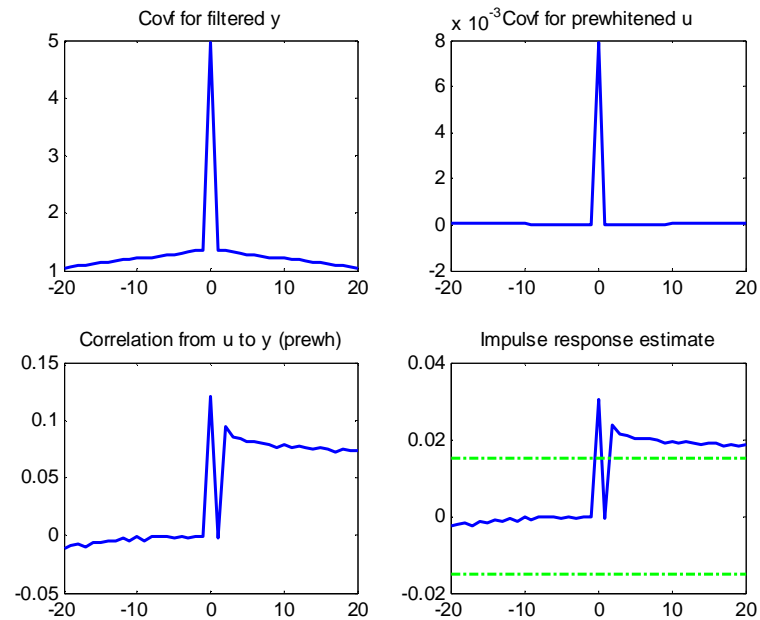 Covf for filtered y
5
4
3
2
1
-20 -10 0 10 20
x 10^-3 Covf for prewhitened u
8
6
4
2
0
-2
-20 -10 0 10 20
Correlation from u to y (prewh)
0.15
0.1
0.05
0
-0.05
-20 -10 0 10 20
Impulse response estimate
0.04
0.02
0
-0.02
-20 -10 0 10 20